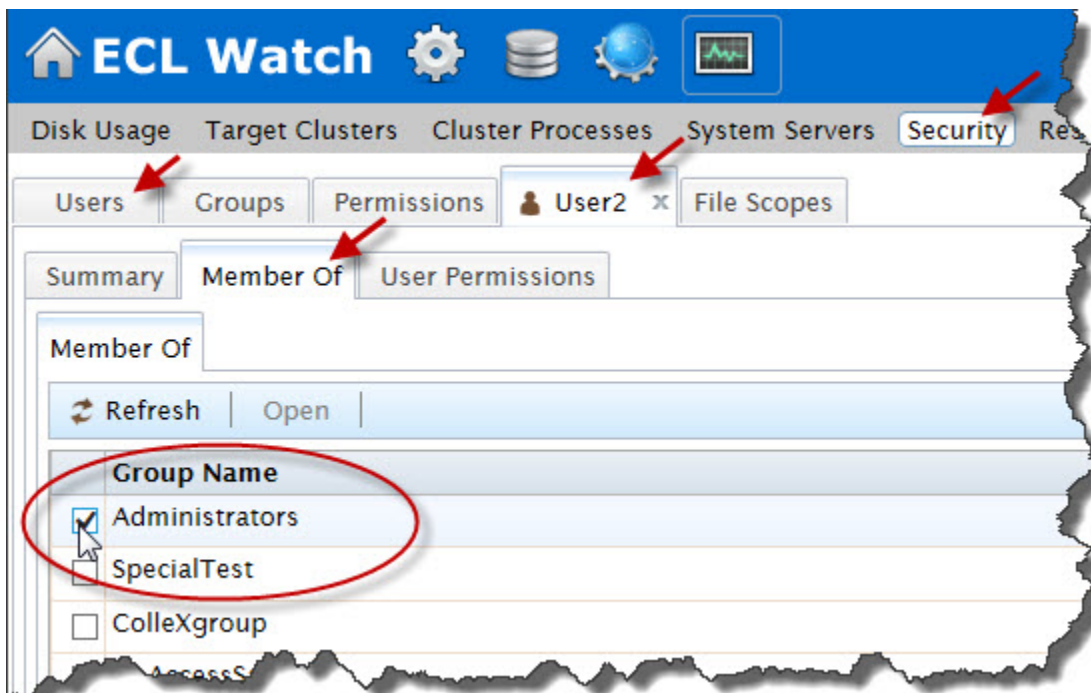 ECL Watch
Disk Usage Target Clusters Cluster Processes System Servers Security
Users Groups Permissions User2 x File Scopes
Summary Member Of User Permissions
Member Of
Refresh Open
Group Name
Administrators
SpecialTest
ColleXgroup